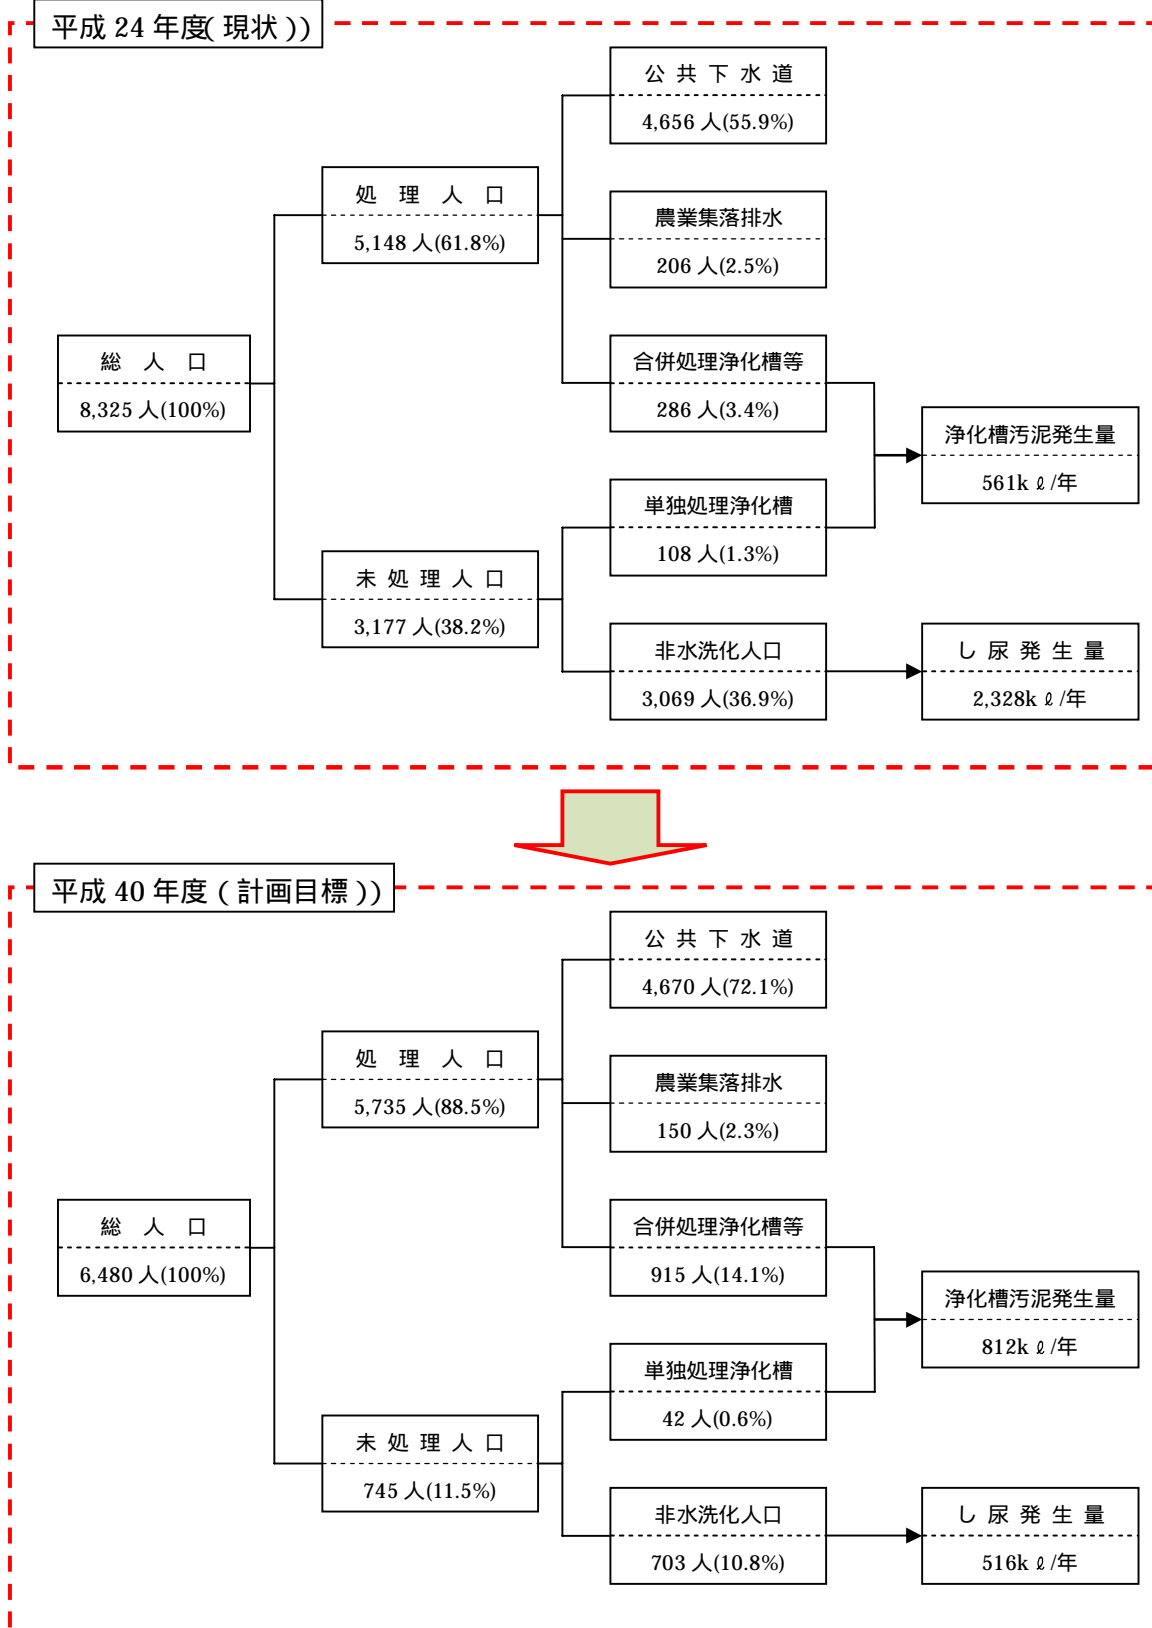 平成 24 年度( 現状 ))
公 共 下 水 道
4,656 人(55.9%)
処 理 人 口
5,148 人(61.8%)
農業集落排水
206 人(2.5%)
総 人 口
8,325 人(100%)
合併処理浄化槽等
286 人(3.4%)
浄化槽汚泥発生量
561kℓ/年
単独処理浄化槽
108 人(1.3%)
未 処 理 人 口
3,177 人(38.2%)
非水洗化人口
3,069 人(36.9%)
し 尿 発 生 量
2,328kℓ/年
平成 40 年度 ( 計画目標 ))
公 共 下 水 道
4,670 人(72.1%)
処 理 人 口
5,735 人(88.5%)
農業集落排水
150 人(2.3%)
総 人 口
6,480 人(100%)
合併処理浄化槽等
915 人(14.1%)
浄化槽汚泥発生量
812kℓ/年
単独処理浄化槽
42 人(0.6%)
未 処 理 人 口
745 人(11.5%)
非水洗化人口
703 人(10.8%)
し 尿 発 生 量
516kℓ/年